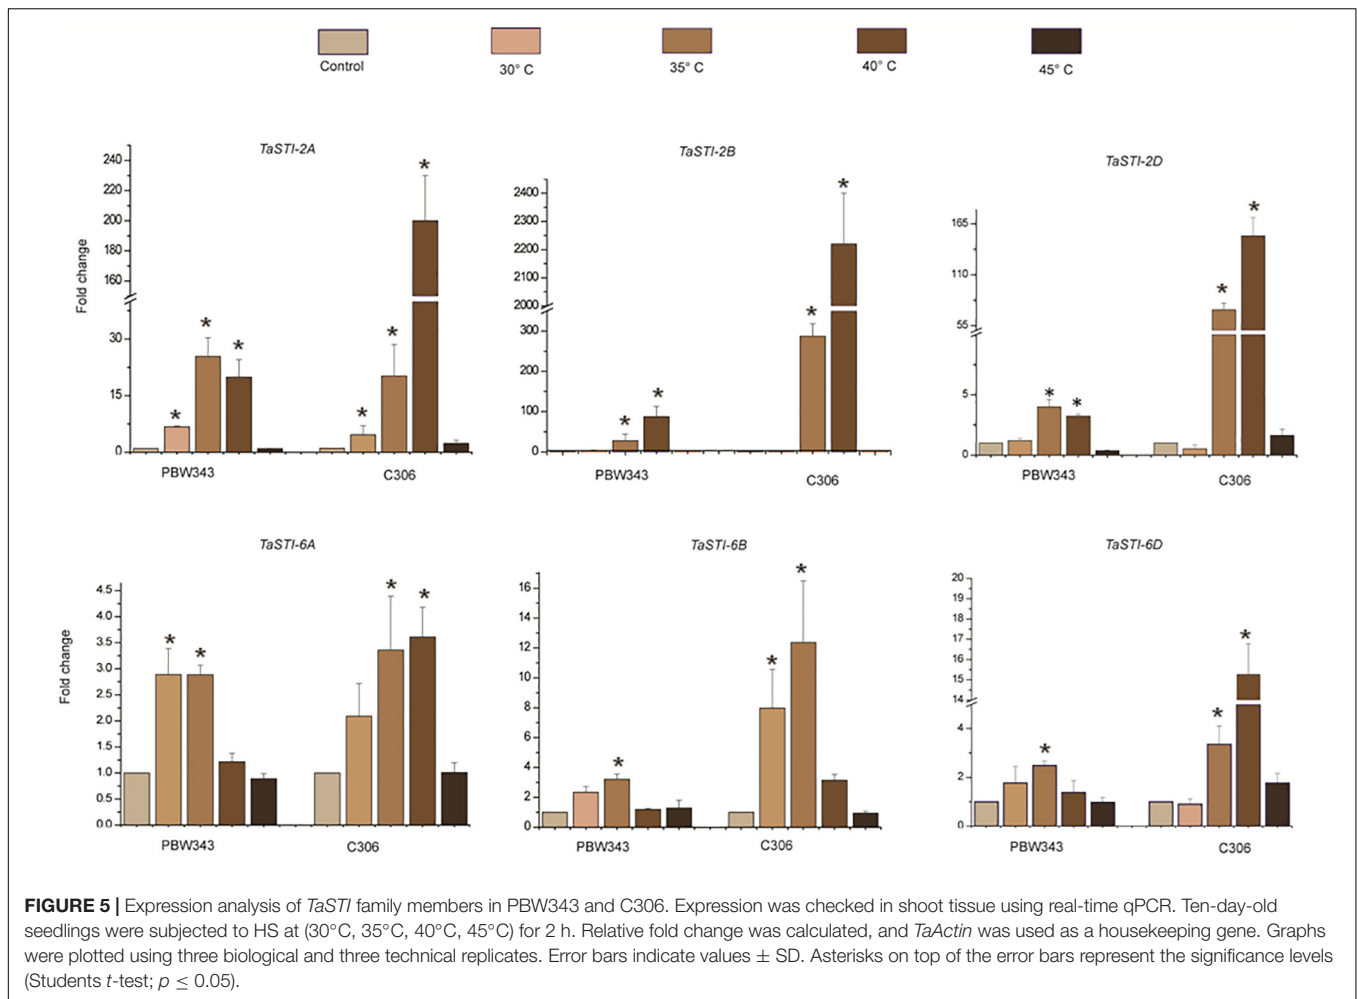 Control 30° C 35° C 40° C 45° C
TaSTI-2A
Fold change
240
220
200
180
160
30
15
0
PBW343 C306
* * * * *
TaSTI-2B
2400
2300
2200
2100
2000
300
200
100
0
PBW343 C306
* * * *
TaSTI-2D
165
110
55
5
0
PBW343 C306
* * * *
TaSTI-6A
Fold change
4.5
4.0
3.5
3.0
2.5
2.0
1.5
1.0
0.5
0.0
PBW343 C306
* * * *
TaSTI-6B
16
14
12
10
8
6
4
2
0
PBW343 C306
* * *
TaSTI-6D
20
19
18
17
16
15
14
4
2
0
PBW343 C306
* * *
FIGURE 5 | Expression analysis of TaSTI family members in PBW343 and C306. Expression was checked in shoot tissue using real-time qPCR. Ten-day-old
seedlings were subjected to HS at (30°C, 35°C, 40°C, 45°C) for 2 h. Relative fold change was calculated, and TaActin was used as a housekeeping gene. Graphs
were plotted using three biological and three technical replicates. Error bars indicate values ± SD. Asterisks on top of the error bars represent the significance levels
(Students t-test; p ≤ 0.05).